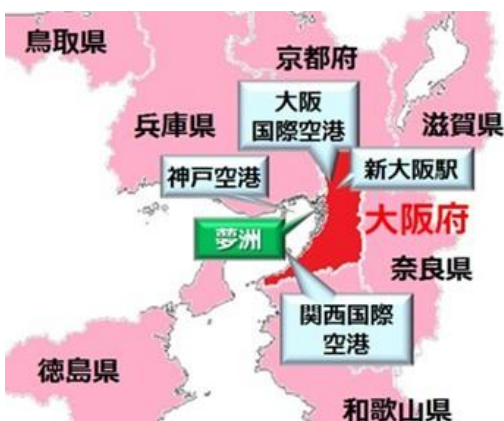 鳥取県
京都府
大阪
国際空港
兵庫県
滋賀県
神戸空港
新大阪駅
夢洲
大阪府
奈良県
関西国際
空港
徳島県
和歌山県